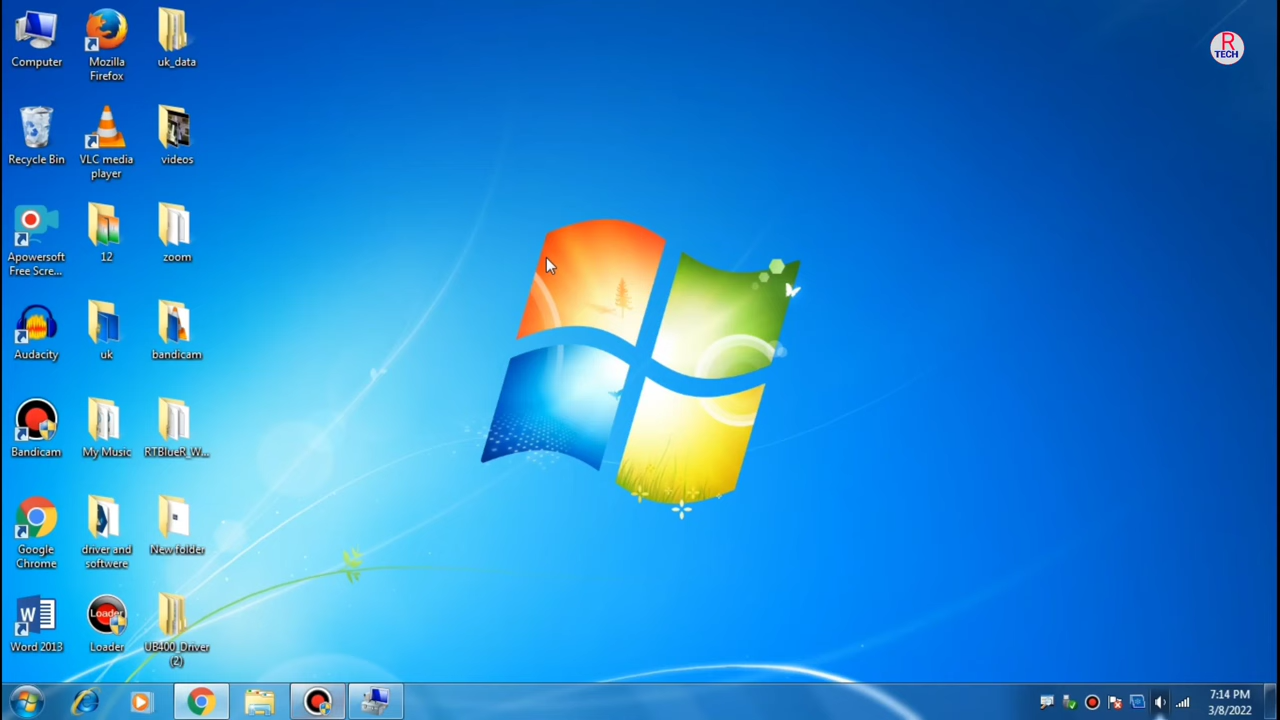 Computer
Mozilla
Firefox
uk_data
R
TECH
Recycle Bin
VLC media
player
videos
Apowersoft
Free Scre...
12
zoom
Audacity
uk
bandicam
Bandicam
My Music
RTBlueR_W...
Google
Chrome
driver and
softwere
New folder
W
Word 2013
Loader
Loader
UB400_Driver
(2)
7:14 PM
3/8/2022